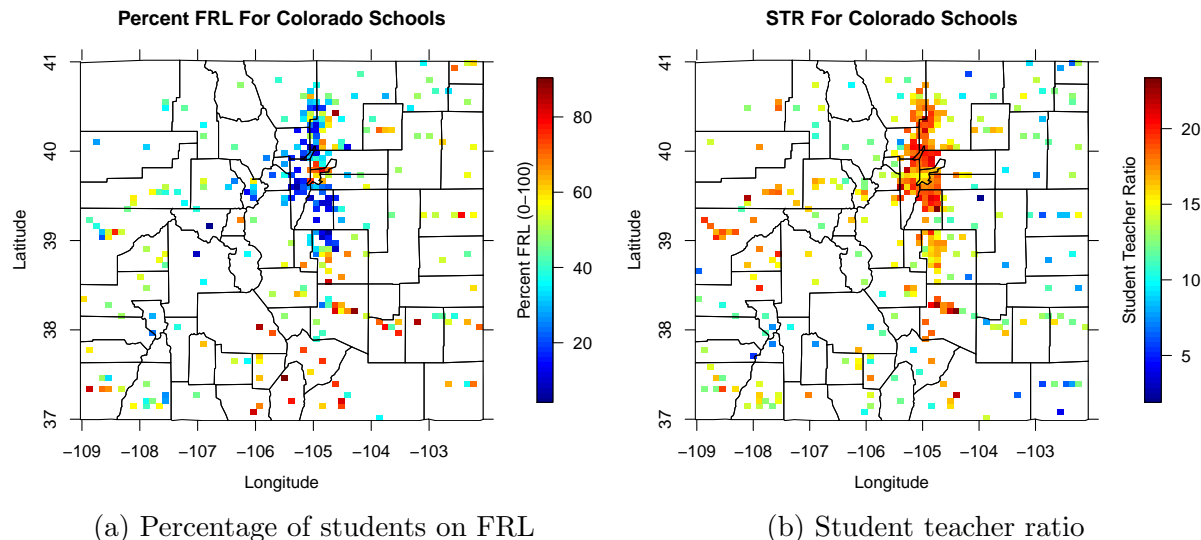 Percent FRL For Colorado Schools
41
40
39
38
37
Latitude
−109 −108 −107 −106 −105 −104 −103
Longitude
80
60
40
20
Percent FRL (0−100)
(a) Percentage of students on FRL
STR For Colorado Schools
41
40
39
38
37
Latitude
−109 −108 −107 −106 −105 −104 −103
Longitude
20
15
10
5
Student Teacher Ratio
(b) Student teacher ratio